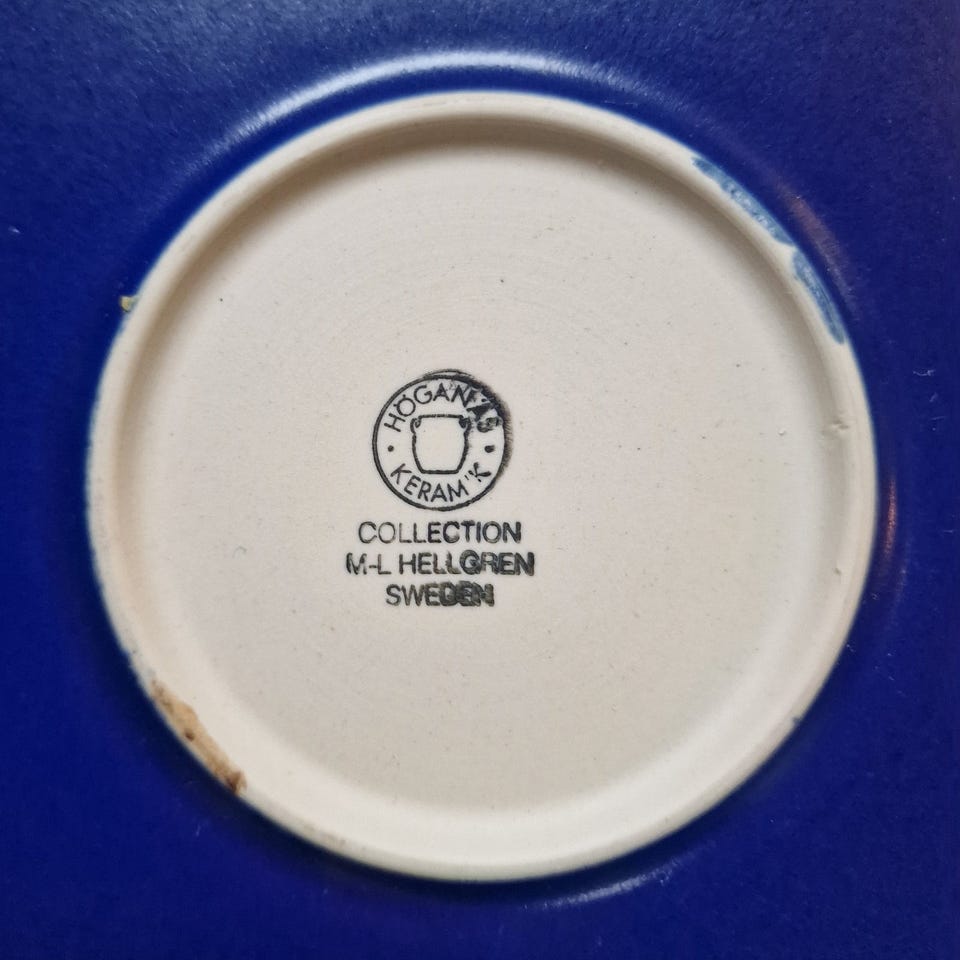 HÖGANÄS
KERAMIK
COLLECTION
M-L HELLGREN
SWEDEN